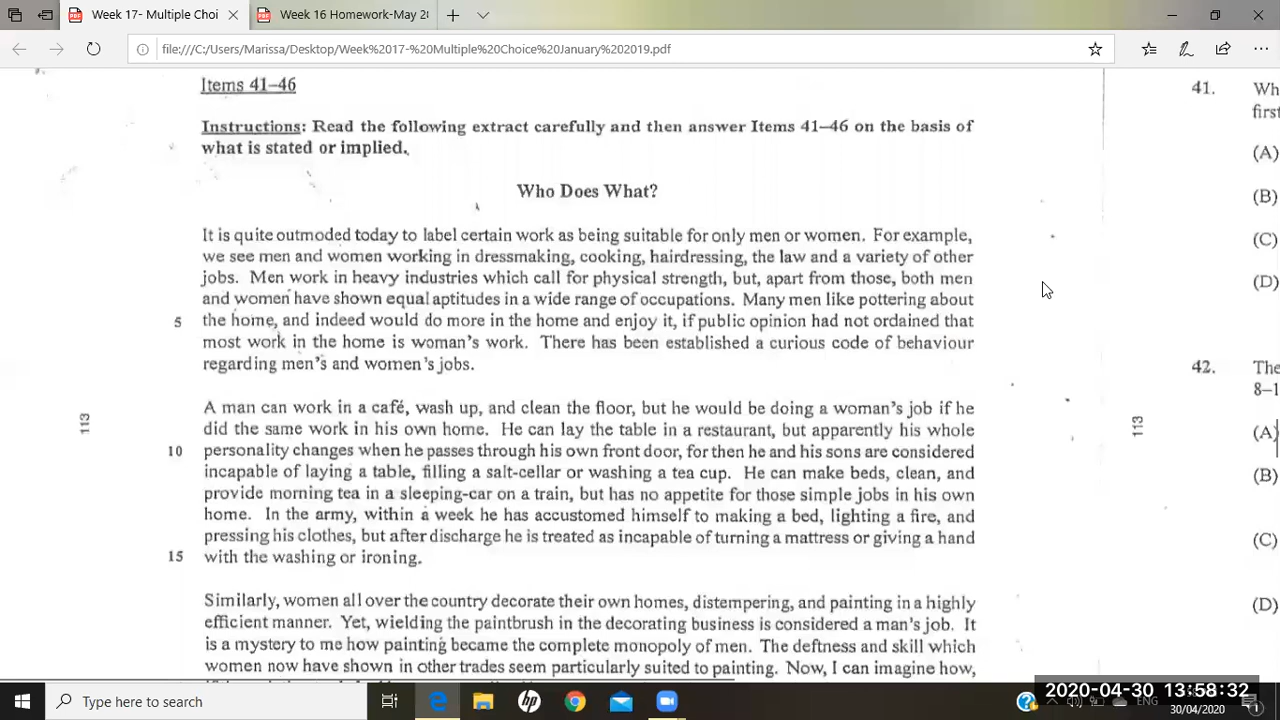 Week 17- Multiple Choi
Week 16 Homework-May 2
file:///C:/Users/Marissa/Desktop/Week%2017-%20Multiple%20Choice%20January%202019.pdf
Items 41–46
Instructions: Read the following extract carefully and then answer Items 41–46 on the basis of
what is stated or implied.
Who Does What?
It is quite outmoded today to label certain work as being suitable for only men or women. For example,
we see men and women working in dressmaking, cooking, hairdressing, the law and a variety of other
jobs. Men work in heavy industries which call for physical strength, but, apart from those, both men
and women have shown equal aptitudes in a wide range of occupations. Many men like pottering about
5 the home, and indeed would do more in the home and enjoy it, if public opinion had not ordained that
most work in the home is woman's work. There has been established a curious code of behaviour
regarding men's and women's jobs.
A man can work in a café, wash up, and clean the floor, but he would be doing a woman's job if he
did the same work in his own home. He can lay the table in a restaurant, but apparently his whole
10 personality changes when he passes through his own front door, for then he and his sons are considered
incapable of laying a table, filling a salt-cellar or washing a tea cup. He can make beds, clean, and
provide morning tea in a sleeping-car on a train, but has no appetite for those simple jobs in his own
home. In the army, within a week he has accustomed himself to making a bed, lighting a fire, and
pressing his clothes, but after discharge he is treated as incapable of turning a mattress or giving a hand
15 with the washing or ironing.
Similarly, women all over the country decorate their own homes, distempering, and painting in a highly
efficient manner. Yet, wielding the paintbrush in the decorating business is considered a man's job. It
is a mystery to me how painting became the complete monopoly of men. The deftness and skill which
women now have shown in other trades seem particularly suited to painting. Now, I can imagine how,
113
113
41. Wh
first
(A)
(B)
(C)
(D)
42. The
8–1
(A)
(B)
(C)
(D)
Type here to search
hp
ENG
2020-04-30 13:58:32
30/04/2020